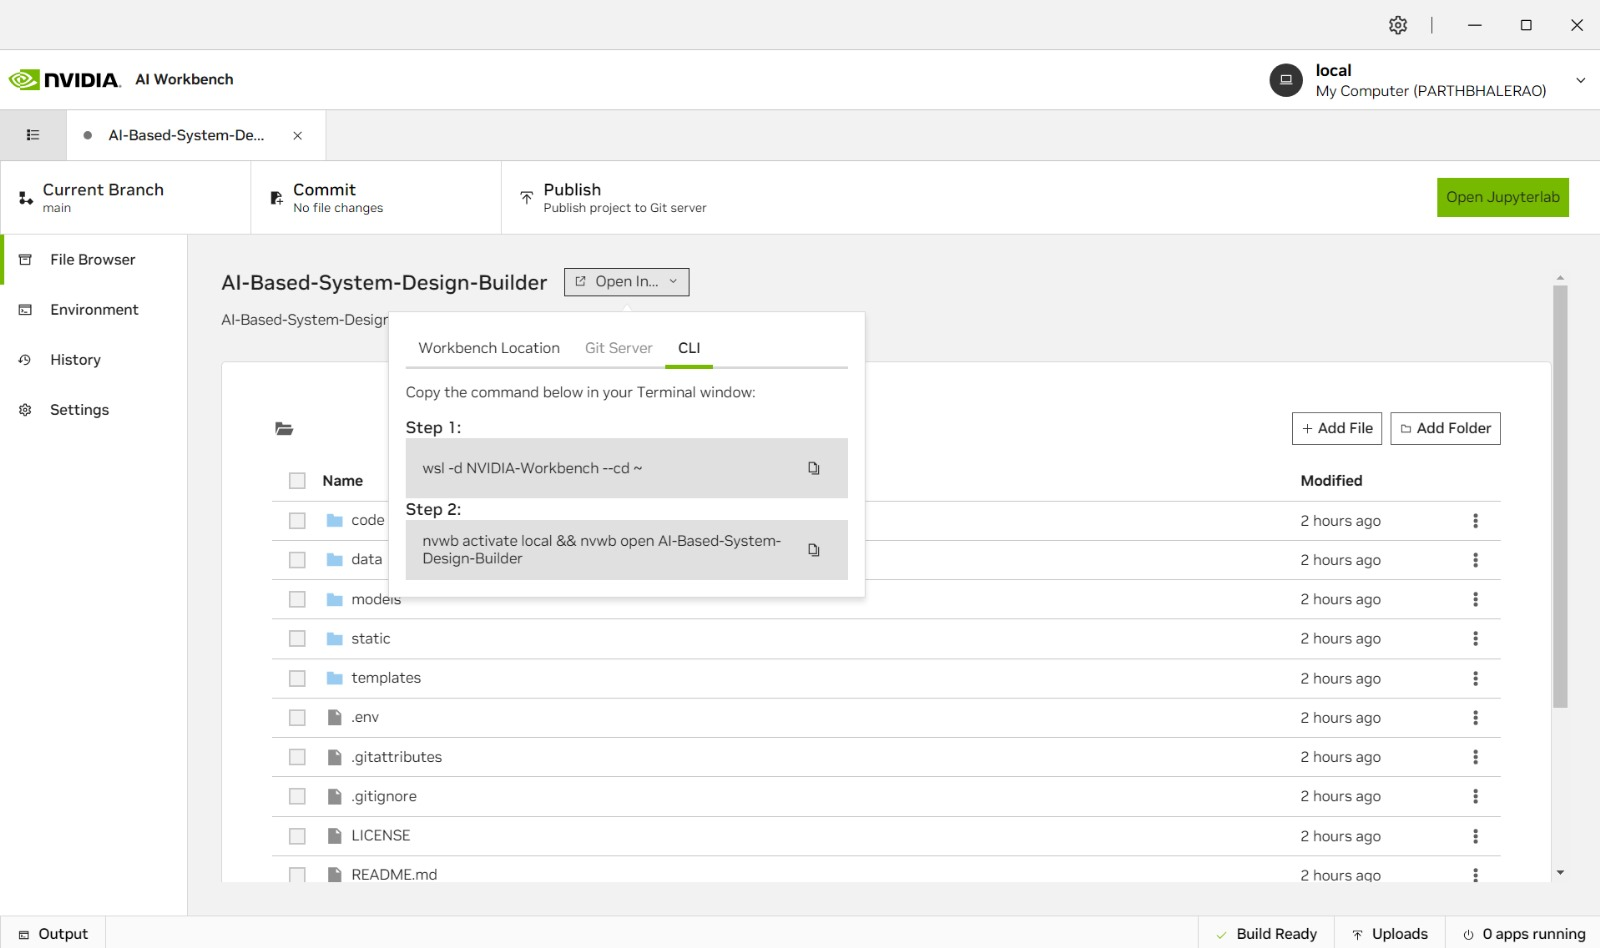 NVIDIA. AI Workbench
local
My Computer (PARTHBHALERAO)
AI-Based-System-De...
Current Branch
main
Commit
No file changes
Publish
Publish project to Git server
Open Jupyterlab
File Browser
Environment
History
Settings
AI-Based-System-Design-Builder
Open In...
AI-Based-System-Design
Workbench Location
Git Server
CLI
Copy the command below in your Terminal window:
Step 1:
wsl -d NVIDIA-Workbench --cd ~
Step 2:
nvwb activate local && nvwb open AI-Based-System-
Design-Builder
Add File
Add Folder
Name
Modified
code
2 hours ago
data
2 hours ago
models
2 hours ago
static
2 hours ago
templates
2 hours ago
.env
2 hours ago
.gitattributes
2 hours ago
.gitignore
2 hours ago
LICENSE
2 hours ago
README.md
2 hours ago
Output
Build Ready
Uploads
0 apps running